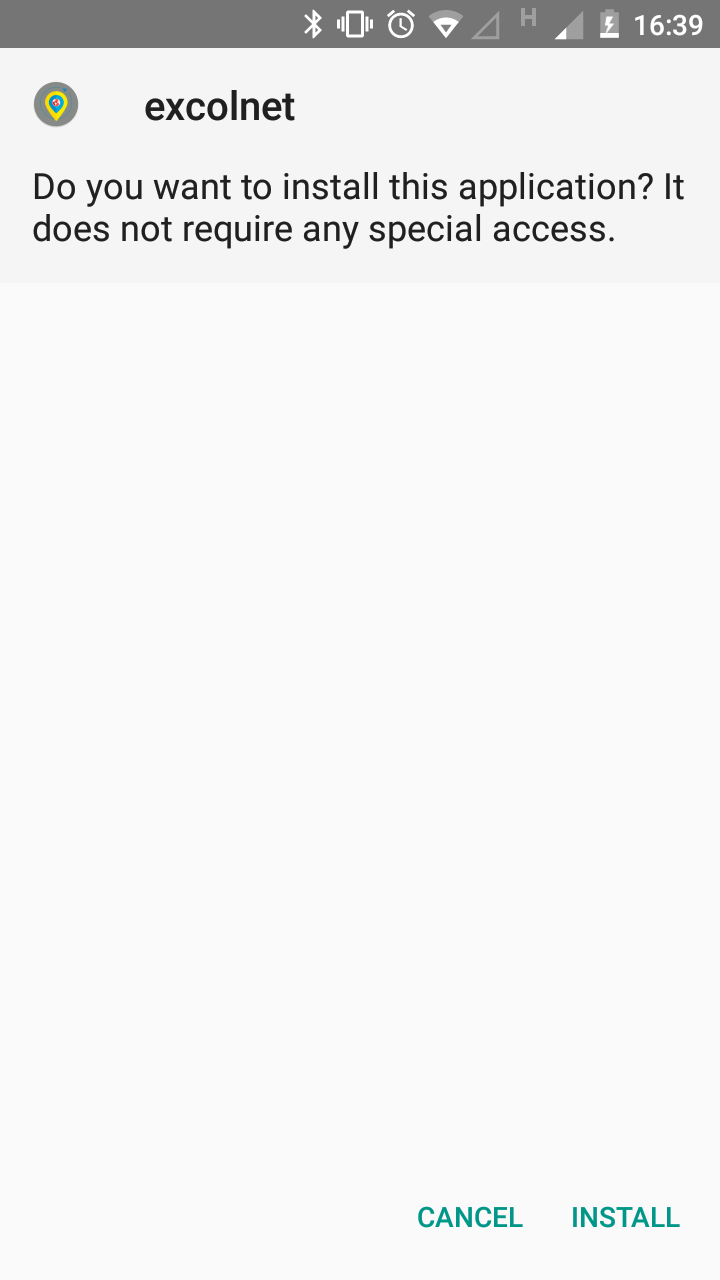 H 16:39
excolnet
Do you want to install this application? It
does not require any special access.
CANCEL INSTALL